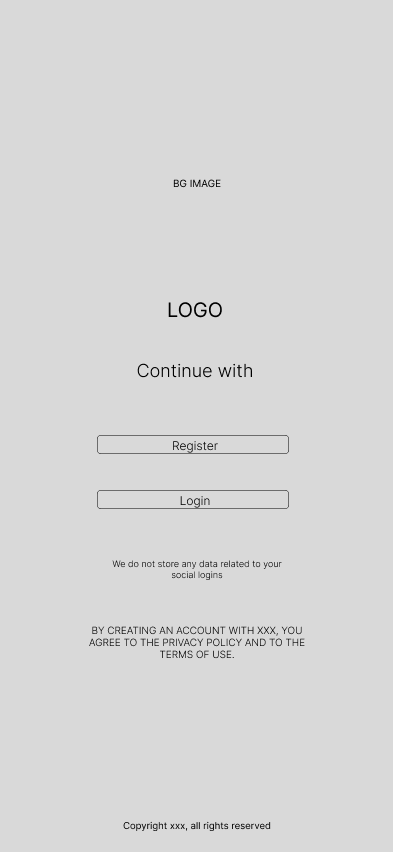 BG IMAGE
LOGO
Continue with
Register
Login
We do not store any data related to your
social logins
BY CREATING AN ACCOUNT WITH XXX, YOU
AGREE TO THE PRIVACY POLICY AND TO THE
TERMS OF USE.
Copyright xxx, all rights reserved